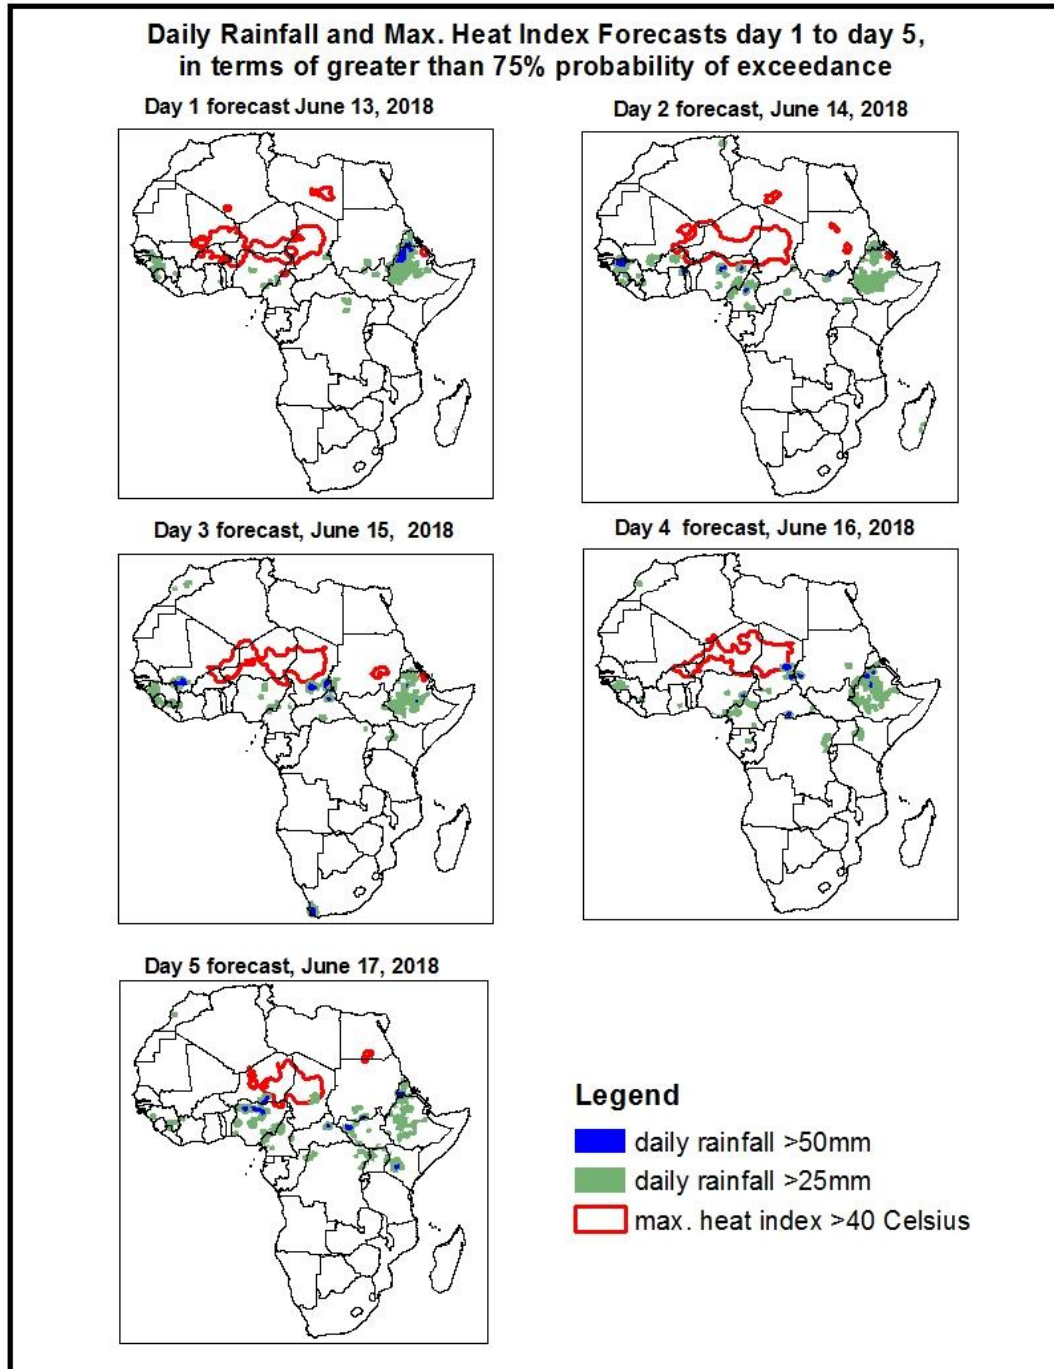 Daily Rainfall and Max. Heat Index Forecasts day 1 to day 5,
in terms of greater than 75% probability of exceedance
Day 1 forecast June 13, 2018
Day 2 forecast, June 14, 2018
Day 3 forecast, June 15, 2018
Day 4 forecast, June 16, 2018
Day 5 forecast, June 17, 2018
Legend
daily rainfall >50mm
daily rainfall >25mm
max. heat index >40 Celsius